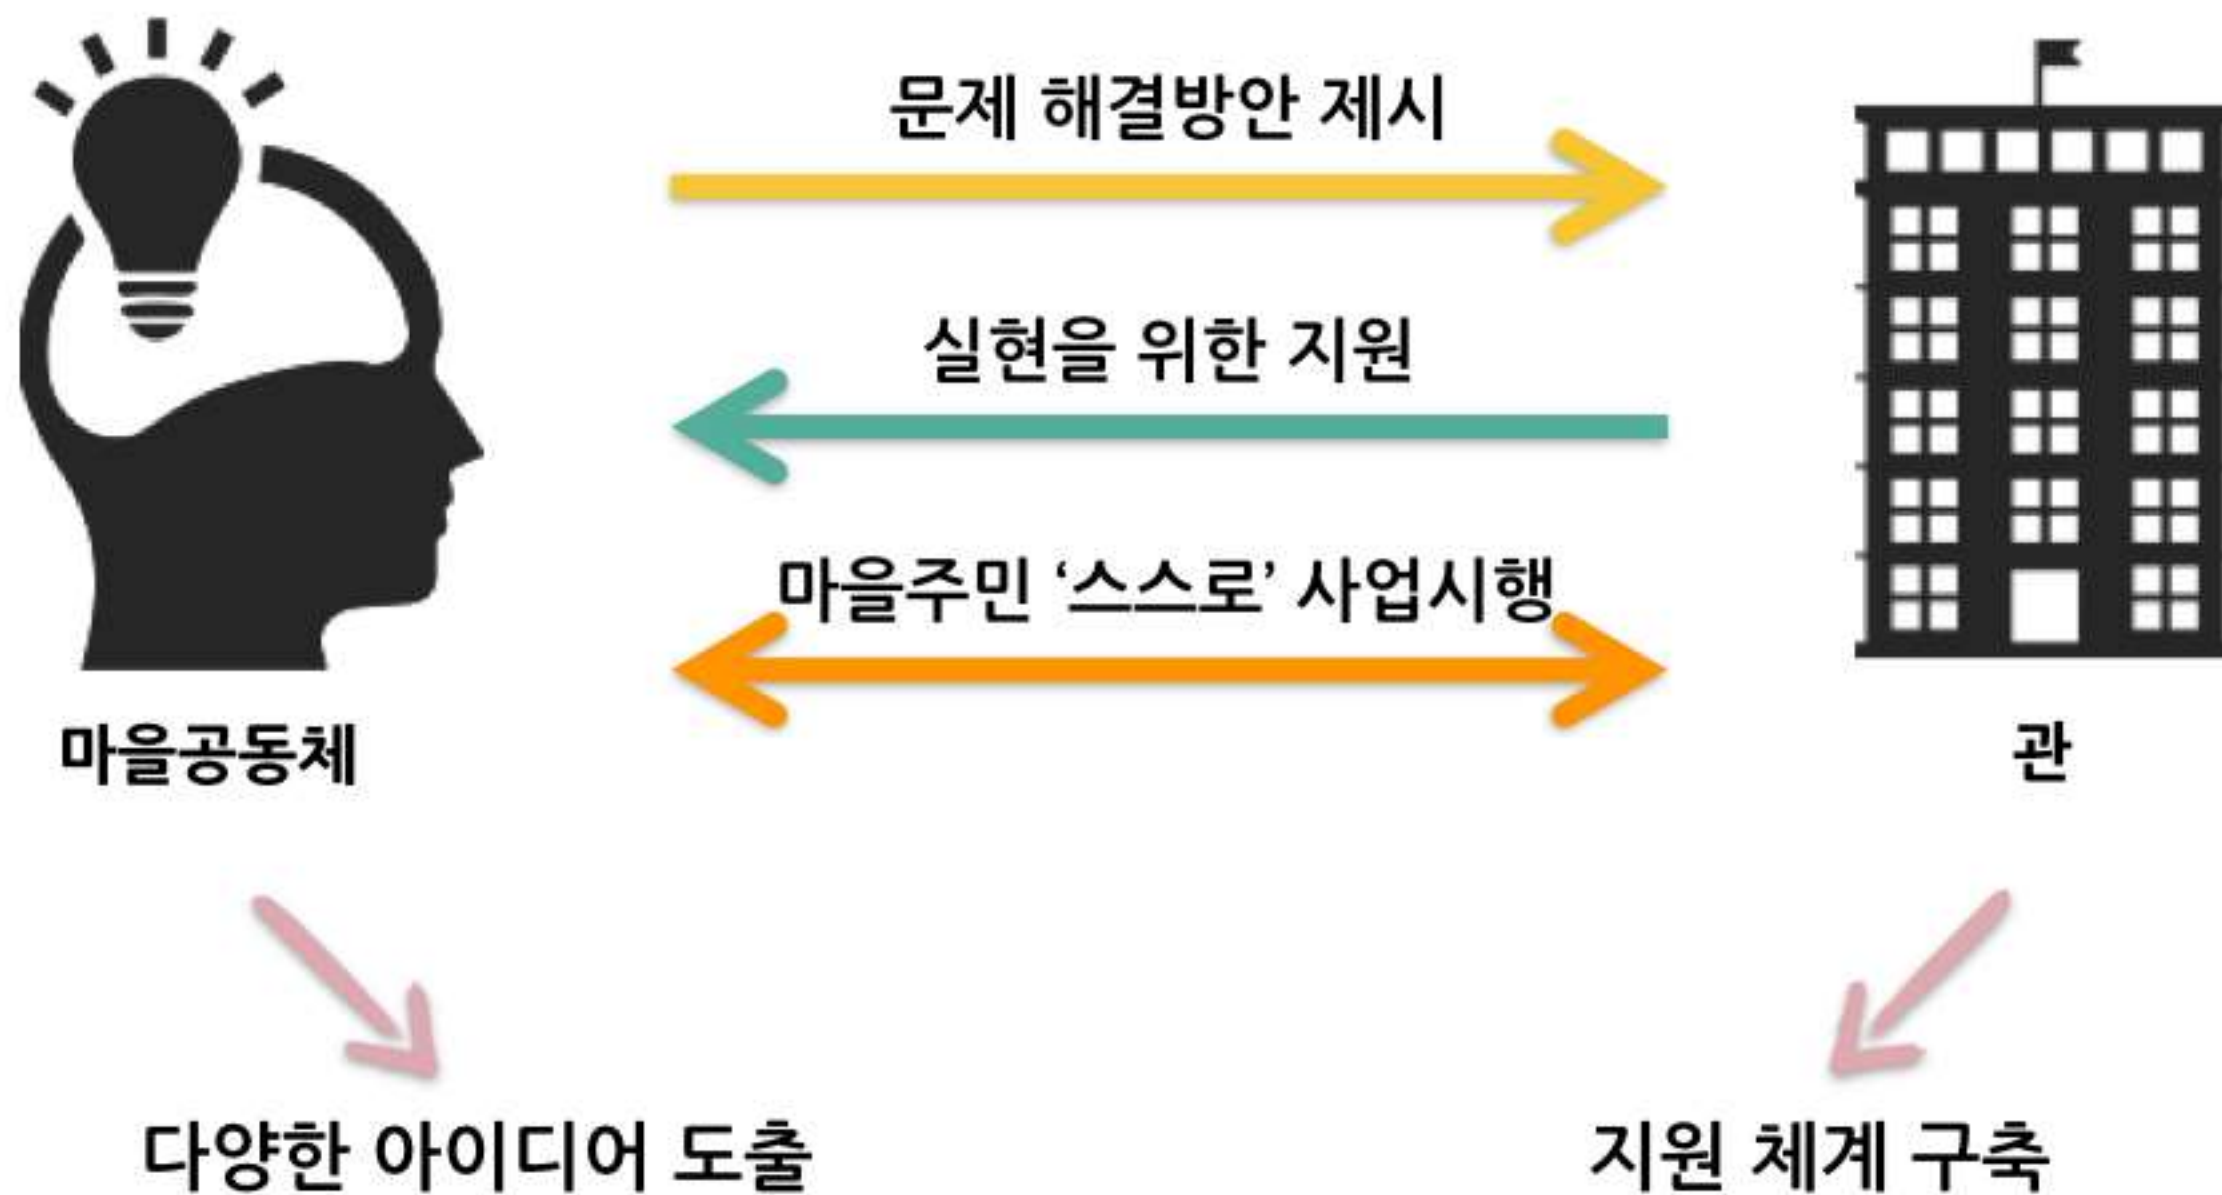 문제 해결방안 제시
실현을 위한 지원
마을주민 ‘스스로’ 사업시행
마을공동체
관
다양한 아이디어 도출
지원 체계 구축